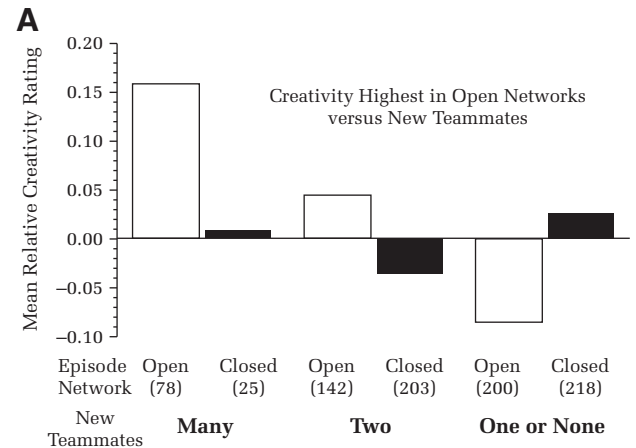 A
Mean Relative Creativity Rating
0.20
0.15
0.10
0.05
0.00
−0.05
−0.10
Creativity Highest in Open Networks
versus New Teammates
Episode Network Open (78) Closed (25) Open (142) Closed (203) Open (200) Closed (218)
New Teammates Many Two One or None